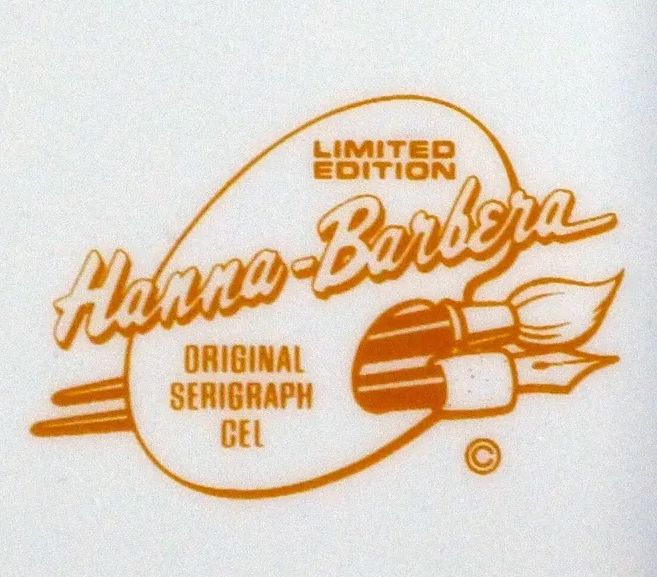 LIMITED
EDITION
Hanna-Barbera
ORIGINAL
SERIGRAPH
CEL
©